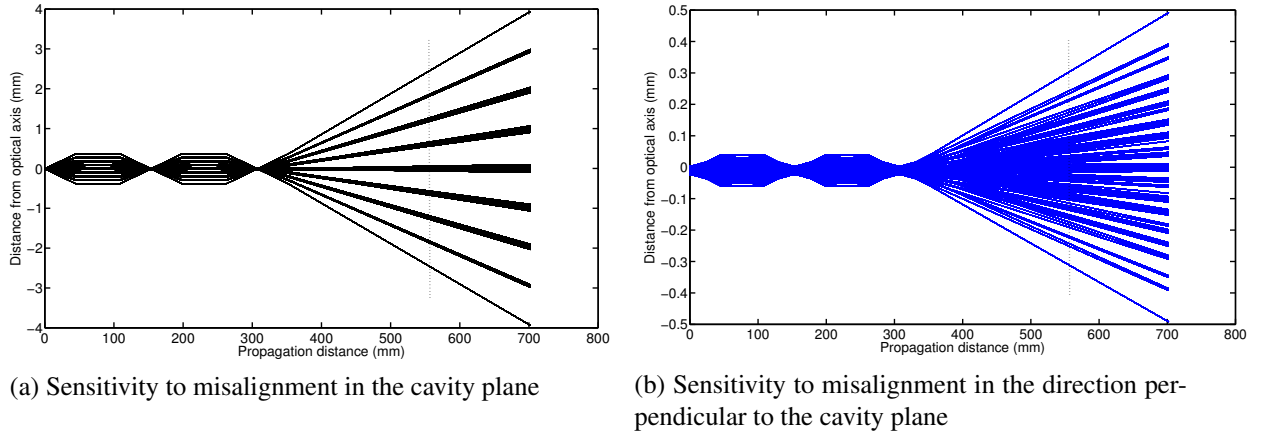 4
3
2
1
0
-1
-2
-3
-4
Distance from optical axis (mm)
0 100 200 300 400 500 600 700 800
Propagation distance (mm)
(a) Sensitivity to misalignment in the cavity plane
0.5
0.4
0.3
0.2
0.1
0
-0.1
-0.2
-0.3
-0.4
-0.5
Distance from optical axis (mm)
0 100 200 300 400 500 600 700 800
Propagation distance (mm)
(b) Sensitivity to misalignment in the direction per-
pendicular to the cavity plane